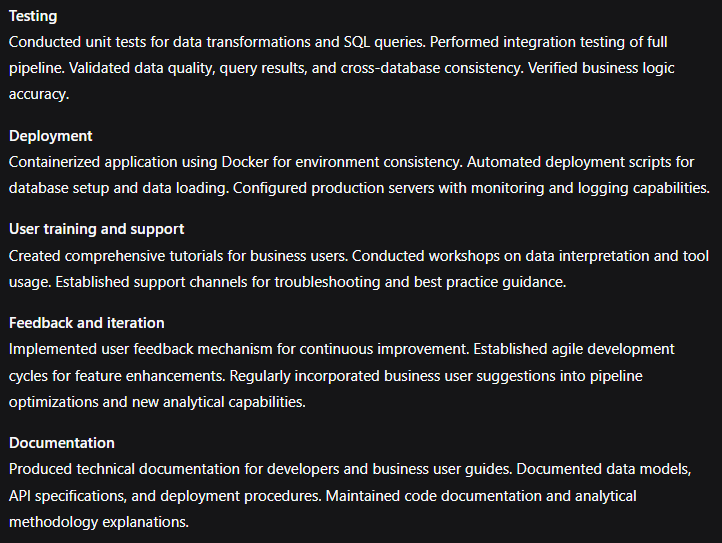 Testing
Conducted unit tests for data transformations and SQL queries. Performed integration testing of full
pipeline. Validated data quality, query results, and cross-database consistency. Verified business logic
accuracy.
Deployment
Containerized application using Docker for environment consistency. Automated deployment scripts for
database setup and data loading. Configured production servers with monitoring and logging capabilities.
User training and support
Created comprehensive tutorials for business users. Conducted workshops on data interpretation and tool
usage. Established support channels for troubleshooting and best practice guidance.
Feedback and iteration
Implemented user feedback mechanism for continuous improvement. Established agile development
cycles for feature enhancements. Regularly incorporated business user suggestions into pipeline
optimizations and new analytical capabilities.
Documentation
Produced technical documentation for developers and business user guides. Documented data models,
API specifications, and deployment procedures. Maintained code documentation and analytical
methodology explanations.